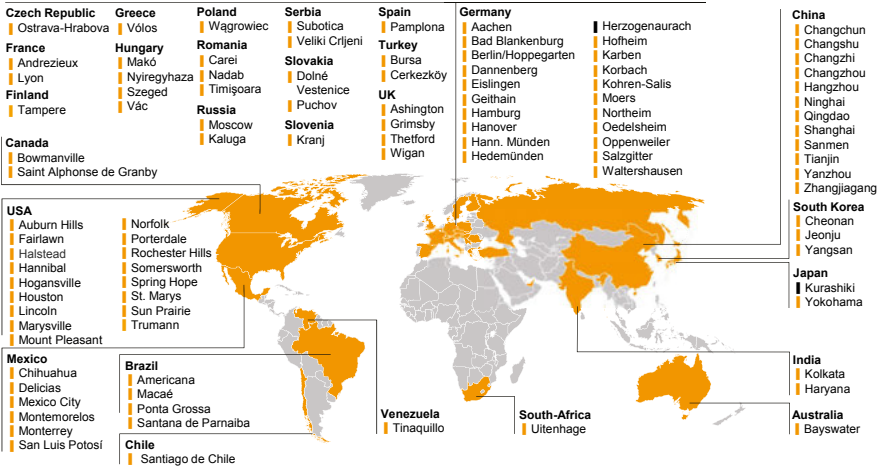 Czech Republic
Ostrava-Hrabova
France
Andrezieux
Lyon
Finland
Tampere
Greece
Vólos
Hungary
Makó
Nyiregyhaza
Szeged
Vác
Poland
Wągrowiec
Romania
Carei
Nadab
Timişoara
Russia
Moscow
Kaluga
Serbia
Subotica
Veliki Crljeni
Slovakia
Dolné
Vestenice
Puchov
Slovenia
Kranj
Spain
Pamplona
Turkey
Bursa
Cerkezköy
UK
Ashington
Grimsby
Thetford
Wigan
Germany
Aachen
Bad Blankenburg
Berlin/Hoppegarten
Dannenberg
Eislingen
Geithain
Hamburg
Hanover
Hann. Münden
Hedemünden
Herzogenaurach
Hofheim
Karben
Korbach
Kohren-Salis
Moers
Northeim
Oedelsheim
Oppenweiler
Salzgitter
Waltershausen
China
Changchun
Changshu
Changzhi
Changzhou
Hangzhou
Ninghai
Qingdao
Shanghai
Sanmen
Tianjin
Yanzhou
Zhangjiagang
Canada
Bowmanville
Saint Alphonse de Granby
USA
Auburn Hills
Fairlawn
Halstead
Hannibal
Hogansville
Houston
Lincoln
Marysville
Mount Pleasant
Norfolk
Porterdale
Rochester Hills
Somersworth
Spring Hope
St. Marys
Sun Prairie
Trumann
South Korea
Cheonan
Jeonju
Yangsan
Japan
Kurashiki
Yokohama
Mexico
Chihuahua
Delicias
Mexico City
Montemorelos
Monterrey
San Luis Potosí
Brazil
Americana
Macaé
Ponta Grossa
Santana de Parnaiba
Chile
Santiago de Chile
Venezuela
Tinaquillo
South-Africa
Uitenhage
India
Kolkata
Haryana
Australia
Bayswater